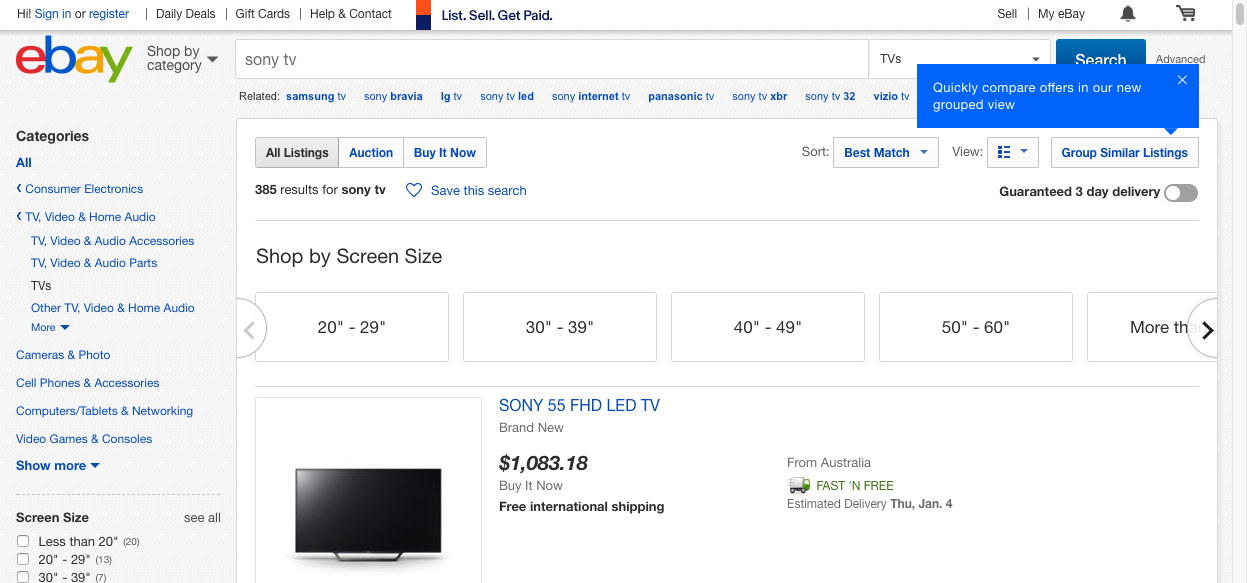 Hi! Sign in or register | Daily Deals | Gift Cards | Help & Contact List. Sell. Get Paid. Sell | My eBay
ebay Shop by category sony tv TVs Search Advanced
Related: samsung tv sony bravia lg tv sony tv led sony internet tv panasonic tv sony tv xbr sony tv 32 vizio tv
Quickly compare offers in our new
grouped view
Categories
All
Consumer Electronics
TV, Video & Home Audio
TV, Video & Audio Accessories
TV, Video & Audio Parts
TVs
Other TV, Video & Home Audio
More
Cameras & Photo
Cell Phones & Accessories
Computers/Tablets & Networking
Video Games & Consoles
Show more
Screen Size see all
Less than 20" (20)
20" - 29" (13)
30" - 39" (7)
All Listings Auction Buy It Now Sort: Best Match View: Group Similar Listings
385 results for sony tv Save this search Guaranteed 3 day delivery
Shop by Screen Size
20" - 29" 30" - 39" 40" - 49" 50" - 60" More
SONY 55 FHD LED TV
Brand New
$1,083.18
Buy It Now
Free international shipping
From Australia
FAST 'N FREE
Estimated Delivery Thu, Jan. 4